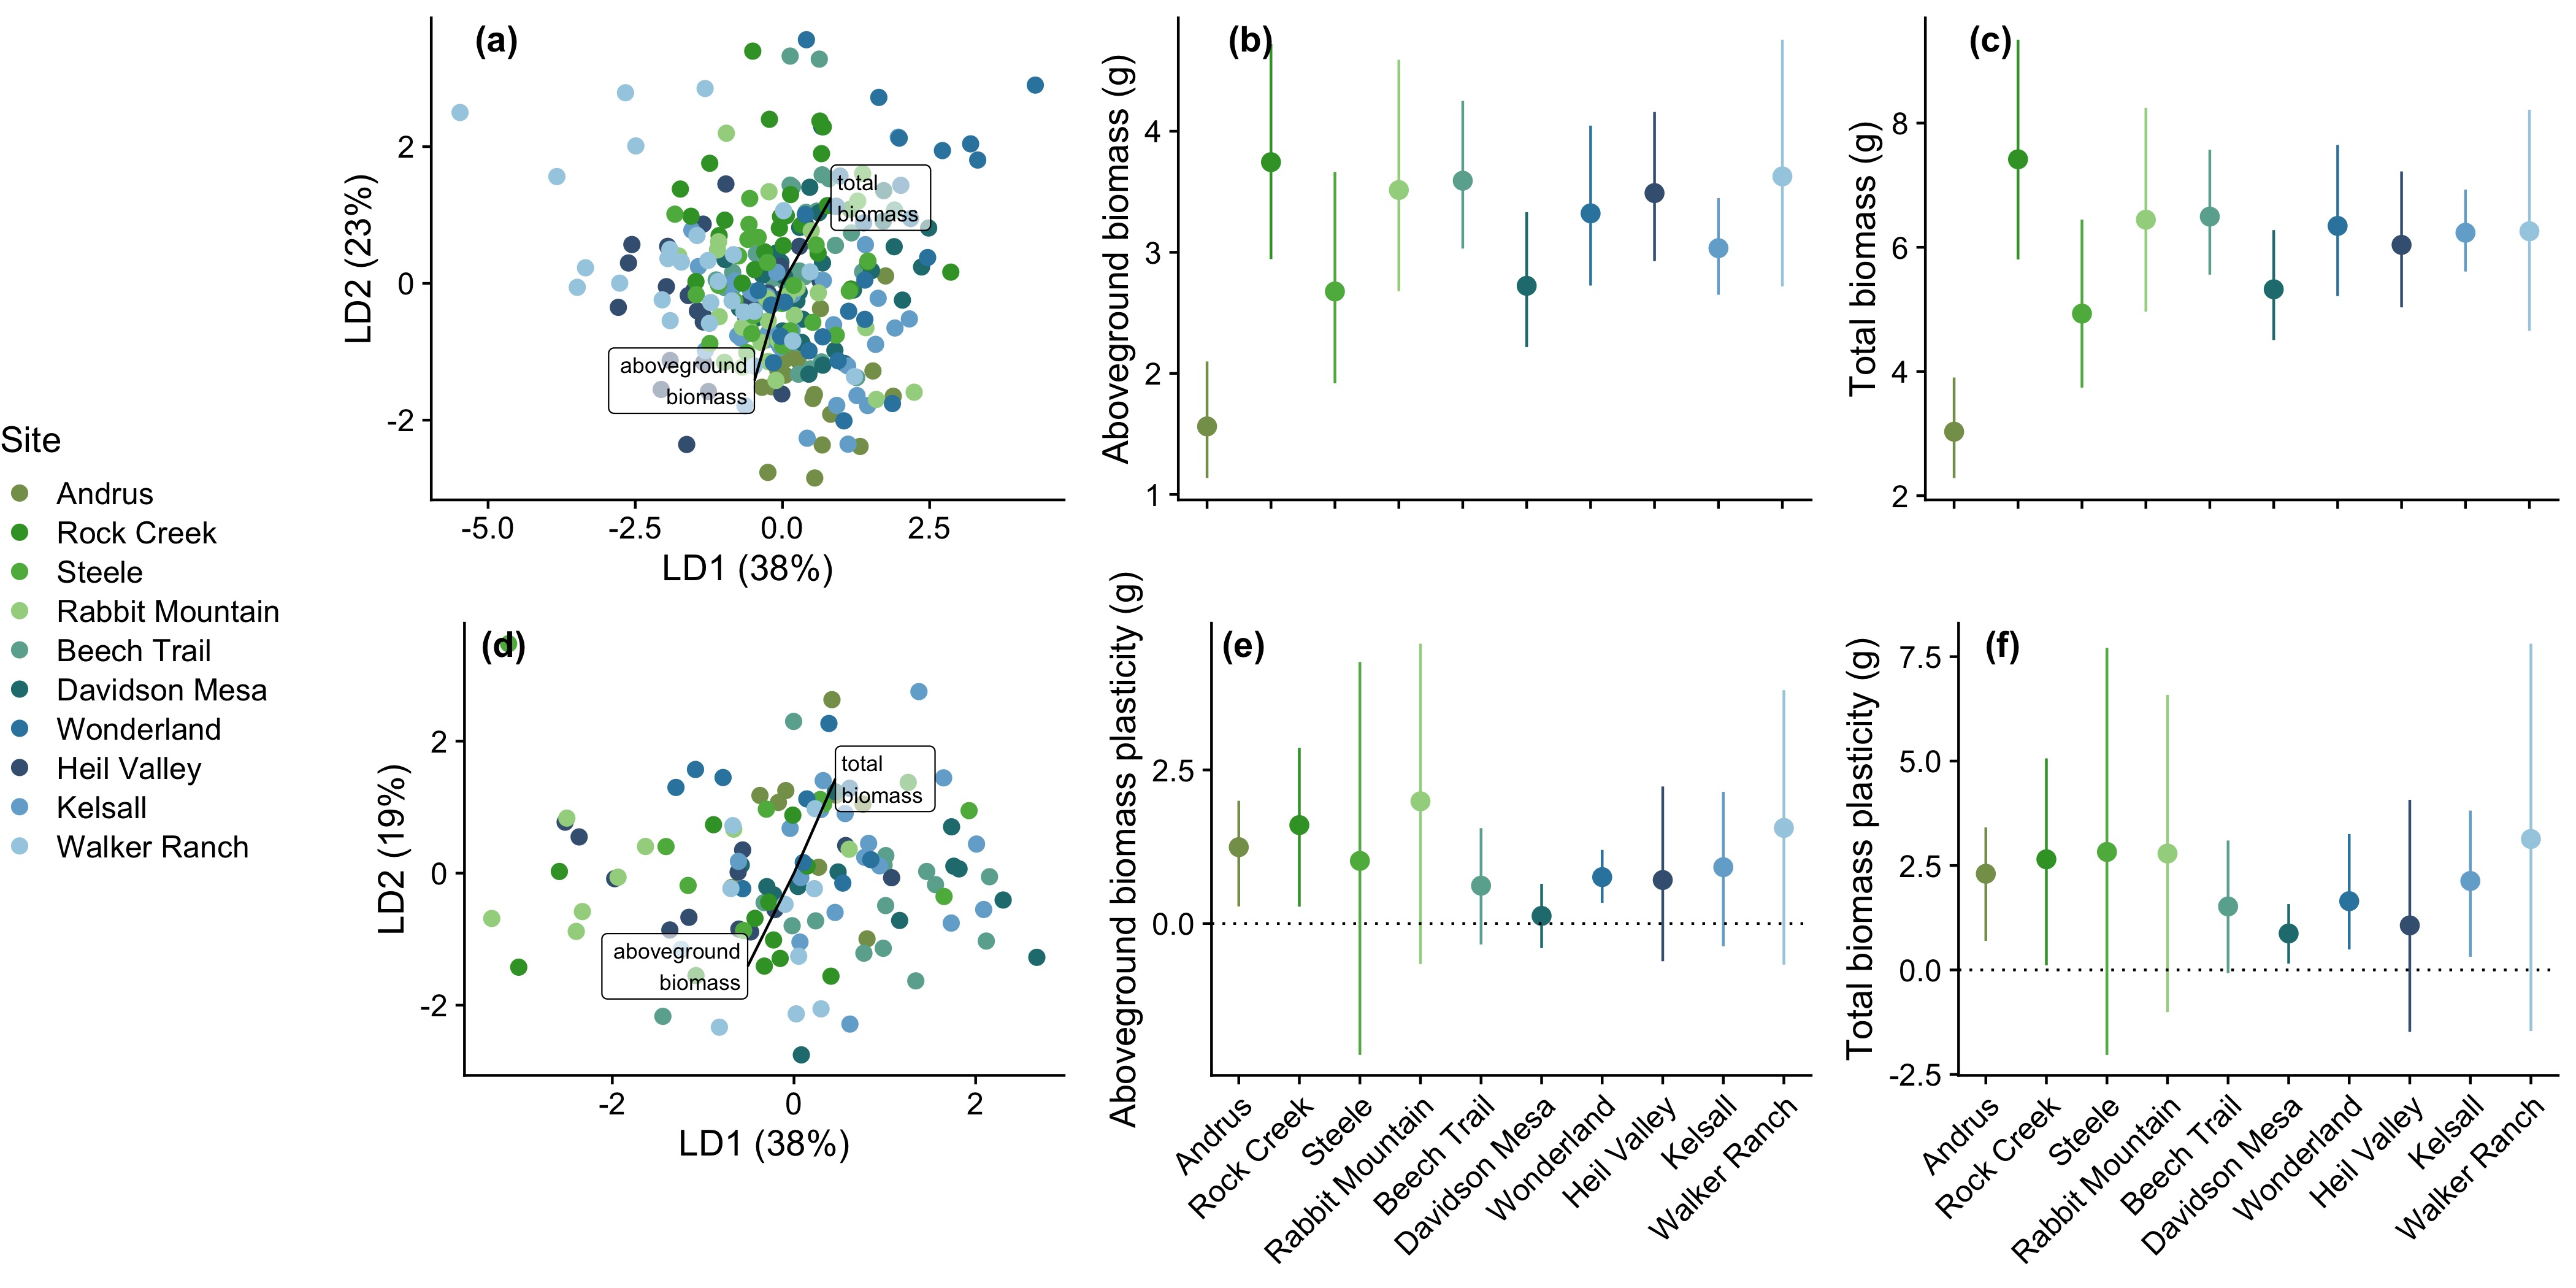 (a)
LD2 (23%)
2
0
-2
total
biomass
aboveground
biomass
-5.0
-2.5
0.0
2.5
LD1 (38%)
(b)
Aboveground biomass (g)
4
3
2
1
(c)
Total biomass (g)
8
6
4
2
Site
Andrus
Rock Creek
Steele
Rabbit Mountain
Beech Trail
Davidson Mesa
Wonderland
Heil Valley
Kelsall
Walker Ranch
(d)
LD2 (19%)
2
0
-2
total
biomass
aboveground
biomass
-2
0
2
LD1 (38%)
(e)
Aboveground biomass plasticity (g)
2.5
0.0
Andrus
Rock Creek
Steele
Rabbit Mountain
Beech Trail
Davidson Mesa
Wonderland
Heil Valley
Kelsall
Walker Ranch
(f)
Total biomass plasticity (g)
7.5
5.0
2.5
0.0
-2.5
Andrus
Rock Creek
Steele
Rabbit Mountain
Beech Trail
Davidson Mesa
Wonderland
Heil Valley
Kelsall
Walker Ranch